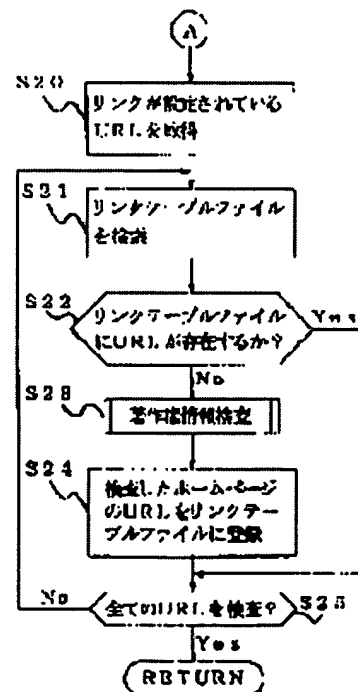 A
S20
リンクが設定されている
URLを取得
S21
リンクテーブルファイル
を検索
S22
リンクテーブルファイル
にURLが存在するか?
Yes
No
S23
著作権情報検査
S24
検査したホームページ
のURLをリンクテー
ブルファイルに登録
No
全てのURLを検査?
S25
Yes
RETURN